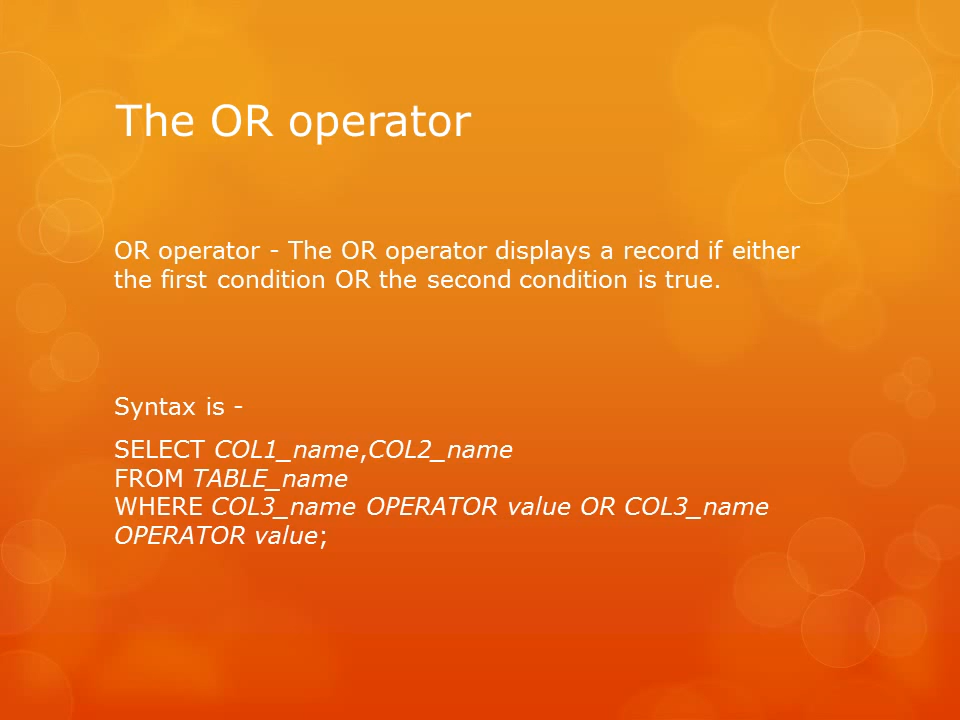 The OR operator
OR operator - The OR operator displays a record if either
the first condition OR the second condition is true.
Syntax is -
SELECT COL1_name,COL2_name
FROM TABLE_name
WHERE COL3_name OPERATOR value OR COL3_name
OPERATOR value;